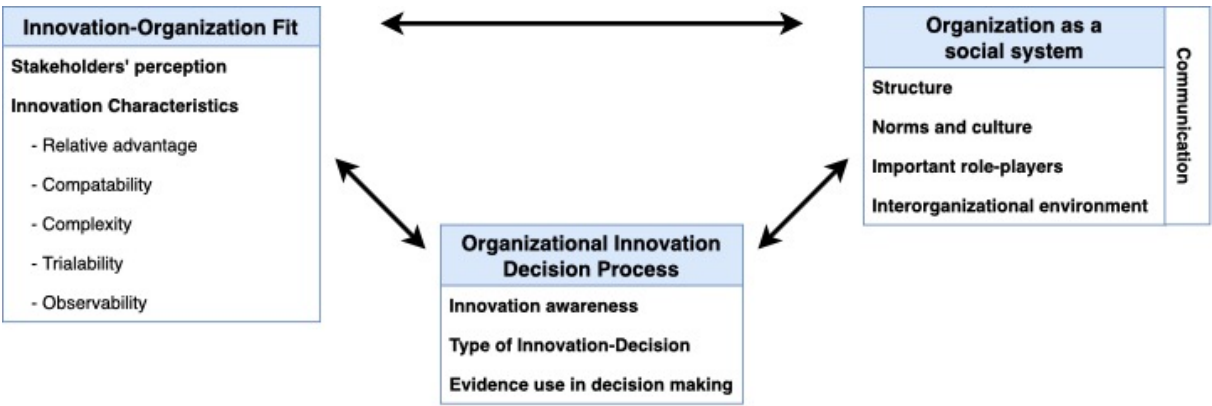 Innovation-Organization Fit
Stakeholders' perception
Innovation Characteristics
- Relative advantage
- Compatability
- Complexity
- Trialability
- Observability
Organization as a
social system
Structure
Norms and culture
Important role-players
Interorganizational environment
Communication
Organizational Innovation
Decision Process
Innovation awareness
Type of Innovation-Decision
Evidence use in decision making